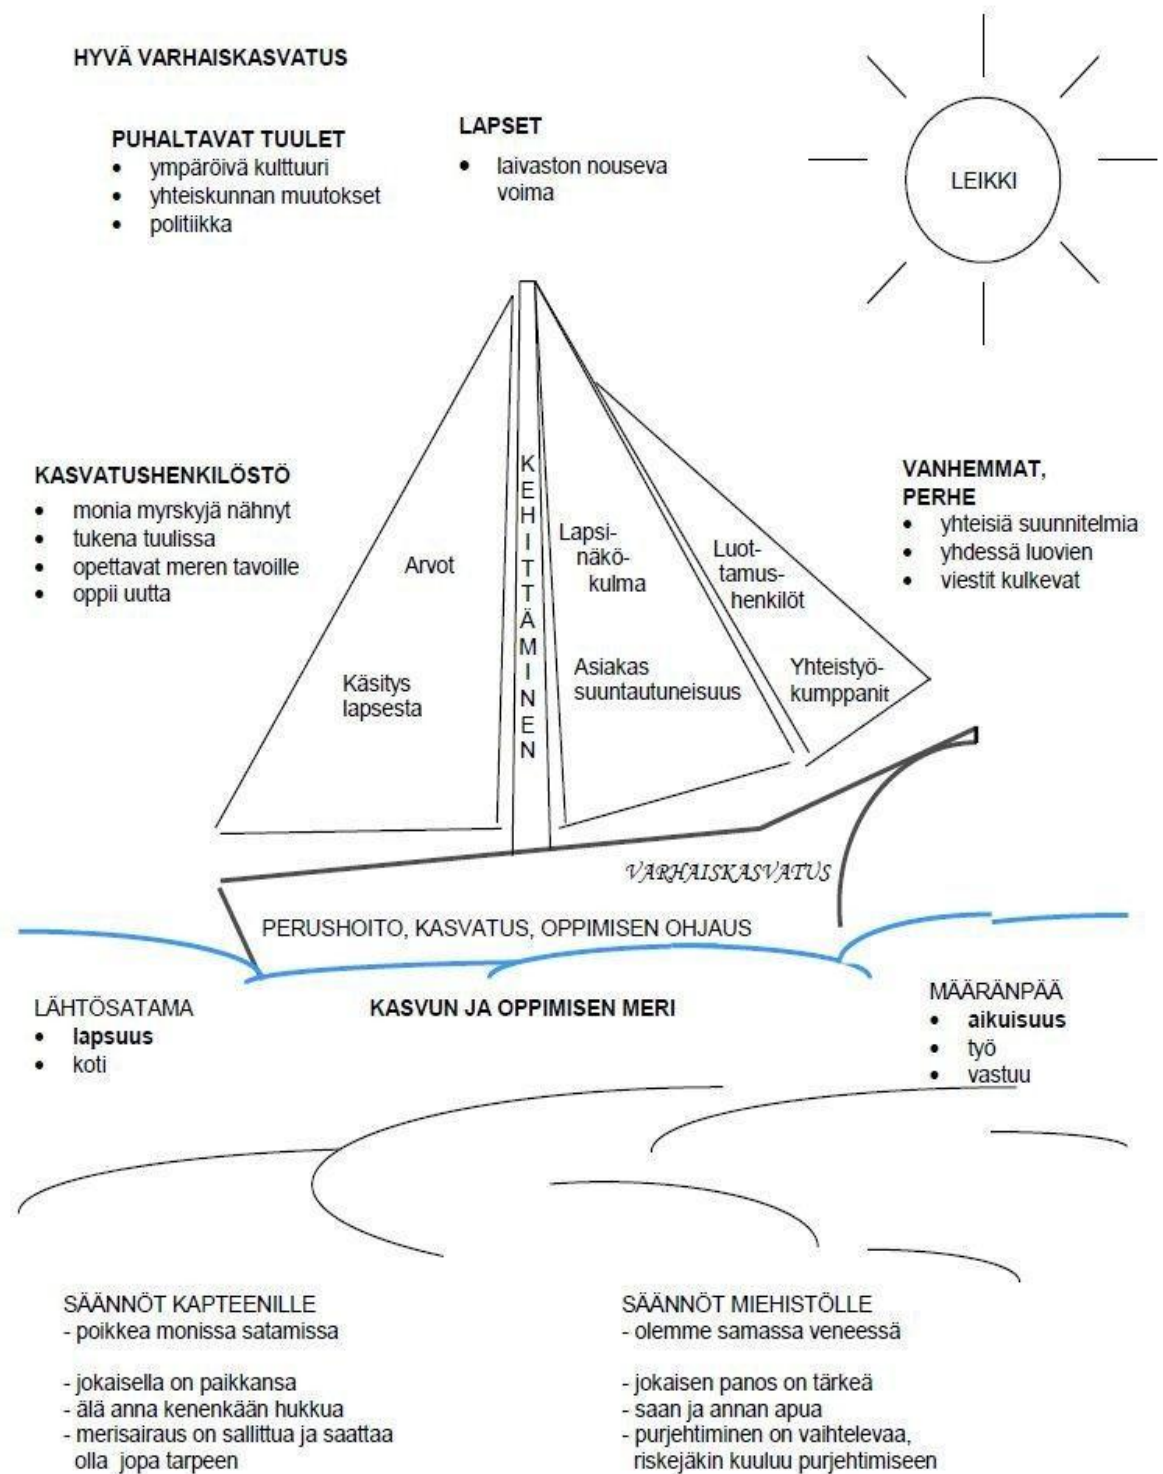 HYVÄ VARHAISKASVATUS
PUHALTAVAT TUULET
• ympäröivä kulttuuri
• yhteiskunnan muutokset
• politiikka
LAPSET
• laivaston nouseva
voima
LEIKKI
KASVATUSHENKILÖSTÖ
• monia myrskyjä nähnyt
• tukena tuulissa
• opettavat meren tavoille
• oppii uutta
Arvot
Käsitys
lapsesta
KEHITTÄMINEN
Lapsi-
näkö-
kulma
Asiakas
suuntautuneisuus
Luot-
tamus-
henkilöt
Yhteistyö-
kumppanit
VANHEMMAT,
PERHE
• yhteisiä suunnitelmia
• yhdessä luovien
• viestit kulkevat
VARHAISKASVATUS
PERUSHOITO, KASVATUS, OPPIMISEN OHJAUS
LÄHTÖSATAMA
• lapsuus
• koti
KASVUN JA OPPIMISEN MERI
MÄÄRÄNPÄÄ
• aikuisuus
• työ
• vastuu
SÄÄNNÖT KAPTEENILLE
- poikkea monissa satamissa
- jokaisella on paikkansa
- älä anna kenenkään hukkua
- merisairaus on sallittua ja saattaa
olla jopa tarpeen
SÄÄNNÖT MIEHISTÖLLE
- olemme samassa veneessä
- jokaisen panos on tärkeä
- saan ja annan apua
- purjehtiminen on vaihtelevaa,
riskejäkin kuuluu purjehtimiseen